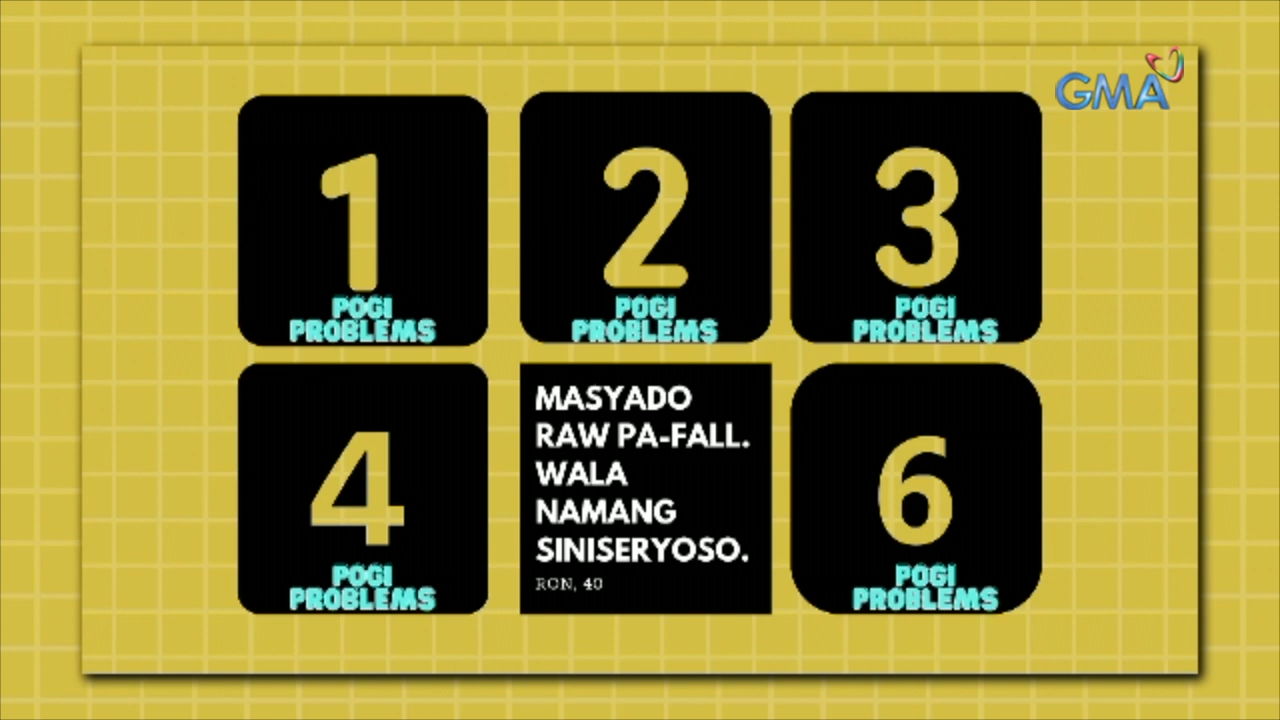 GMA
1
POGI
PROBLEMS
2
POGI
PROBLEMS
3
POGI
PROBLEMS
4
POGI
PROBLEMS
MASYADO
RAW PA-FALL.
WALA
NAMANG
SINISERYOSO.
RON, 40
6
POGI
PROBLEMS